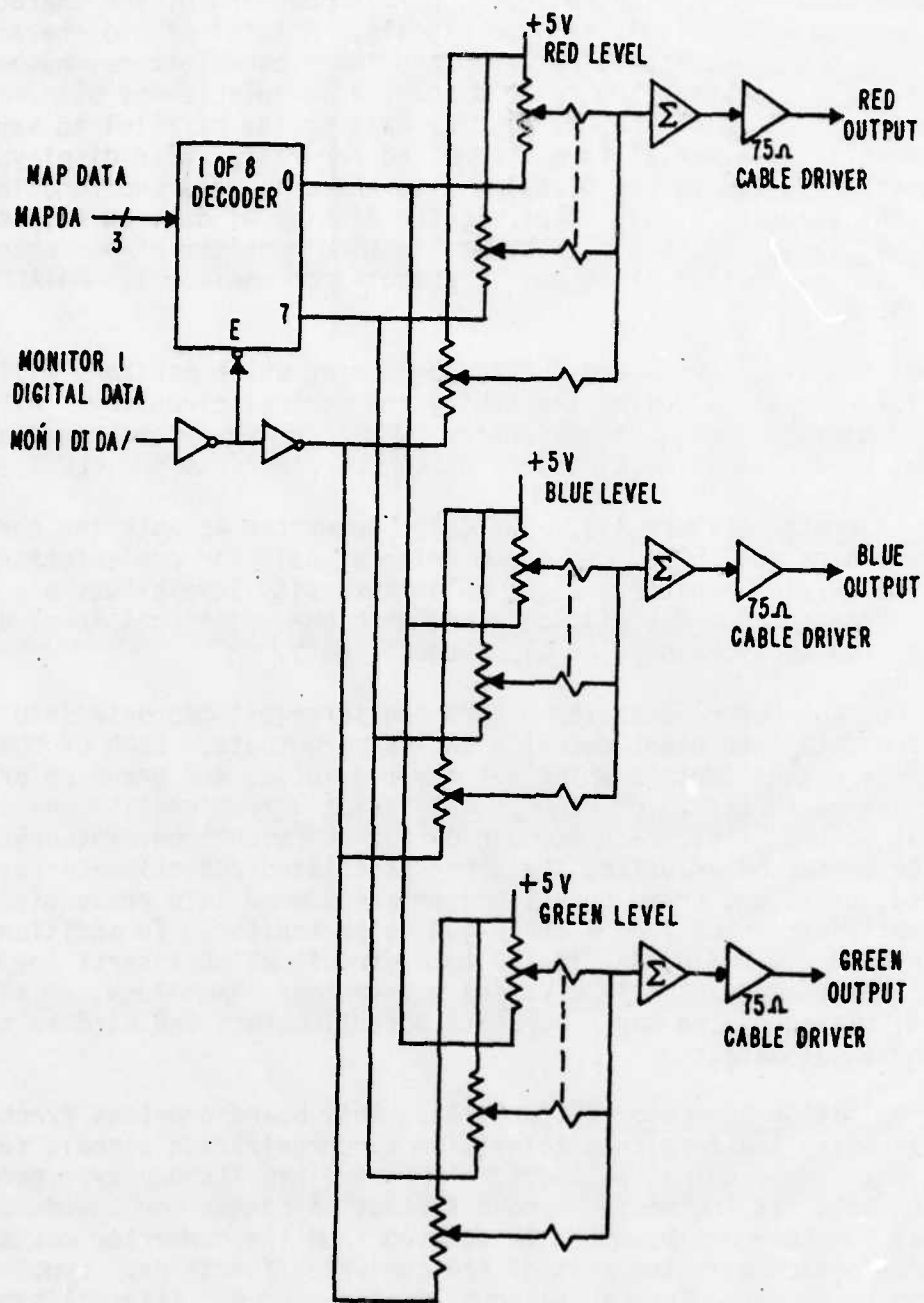 +5V
RED LEVEL
Σ
RED
OUTPUT
75Ω
CABLE DRIVER
MAP DATA
MAPDA
3
1 OF 8
DECODER
0
7
E
MONITOR 1
DIGITAL DATA
MON 1 DI DA/
+5V
BLUE LEVEL
Σ
BLUE
OUTPUT
75Ω
CABLE DRIVER
+5V
GREEN LEVEL
Σ
GREEN
OUTPUT
75Ω
CABLE DRIVER